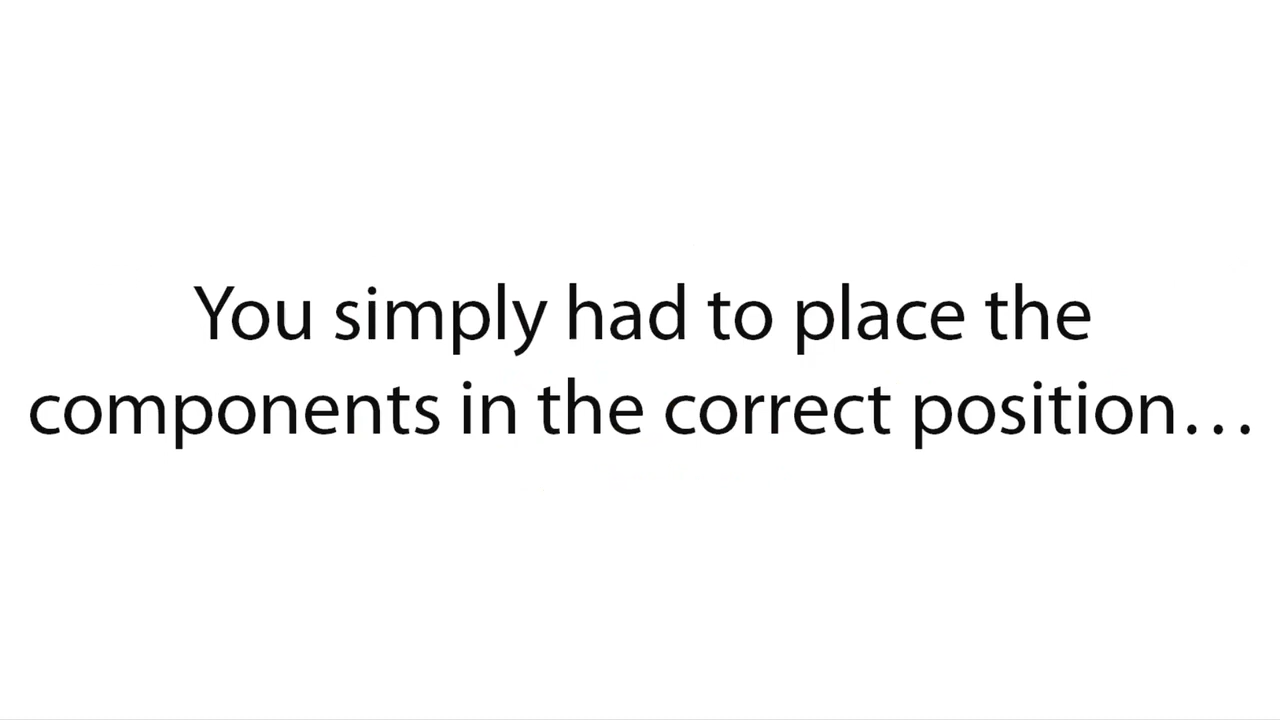 You simply had to place the
components in the correct position…